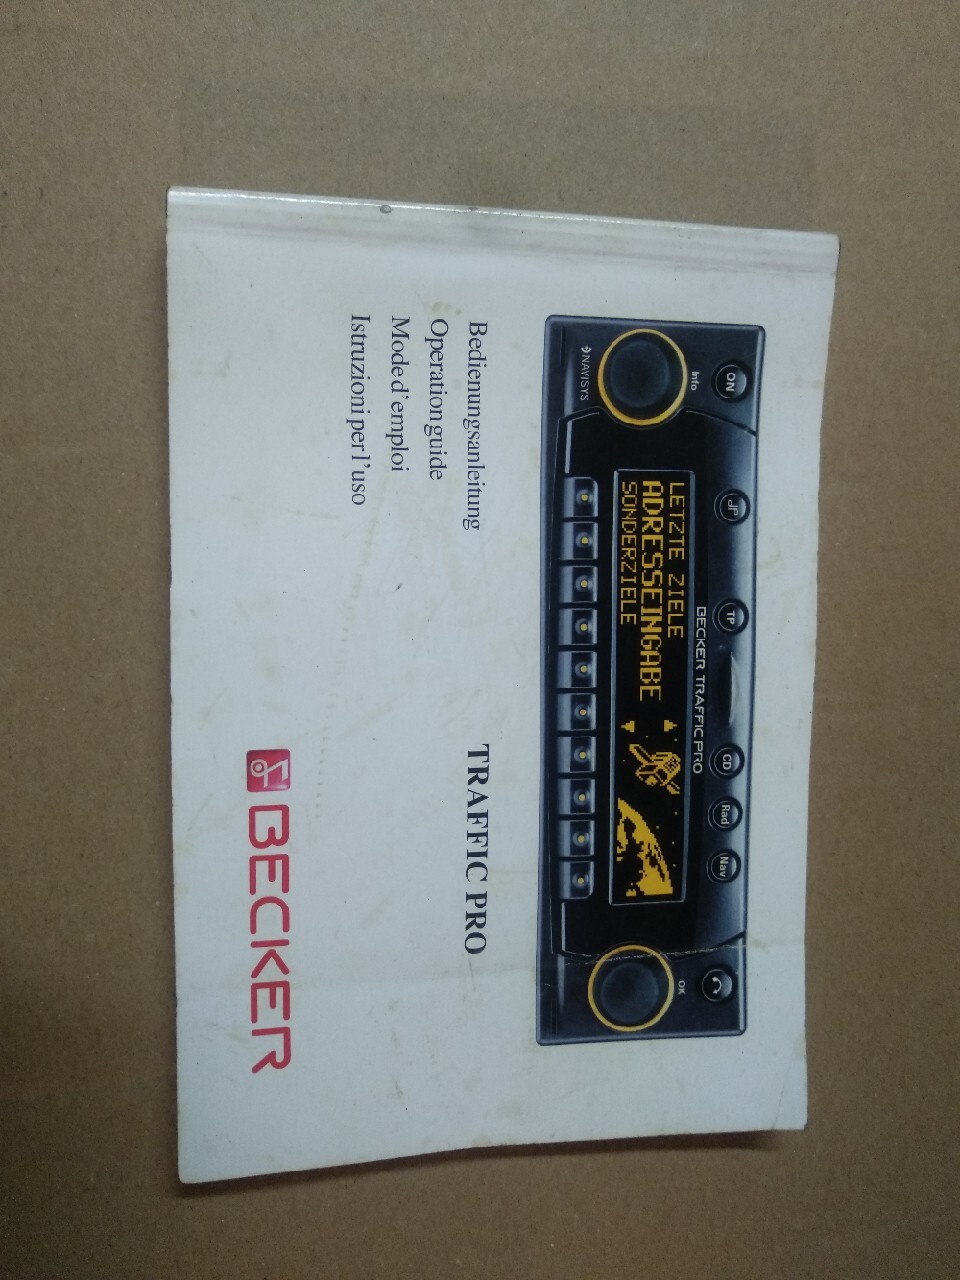 ON
JP
TP
CD
Rad
Nav
Info
BECKER TRAFFIC PRO
OK
LETZTE ZIELE
ADRESSEINGABE
SONDERZIELE
NAVISYS
Bedienungsanleitung
Operation guide
Mode d'emploi
Istruzioni per l'uso
TRAFFIC PRO
BECKER